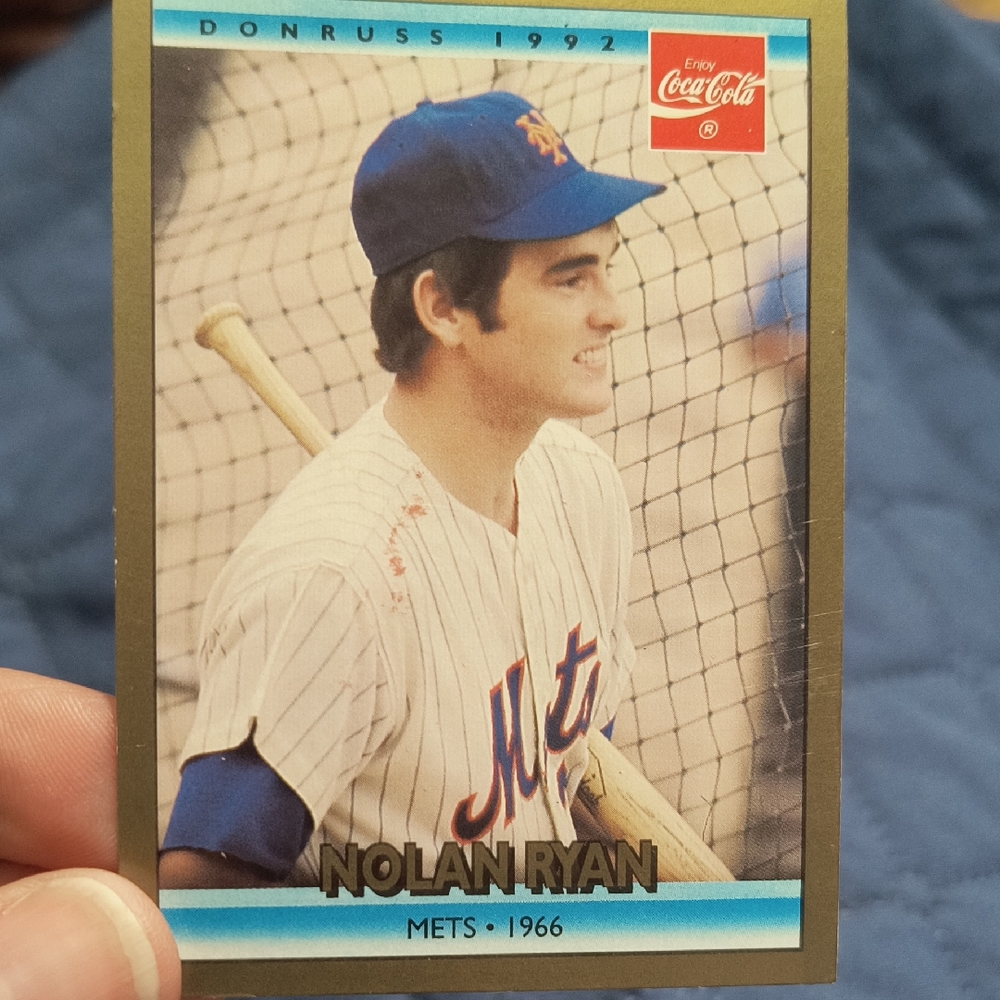 DONRUSS 1992
Enjoy
Coca-Cola
®
NY
Mets
NOLAN RYAN
METS • 1966